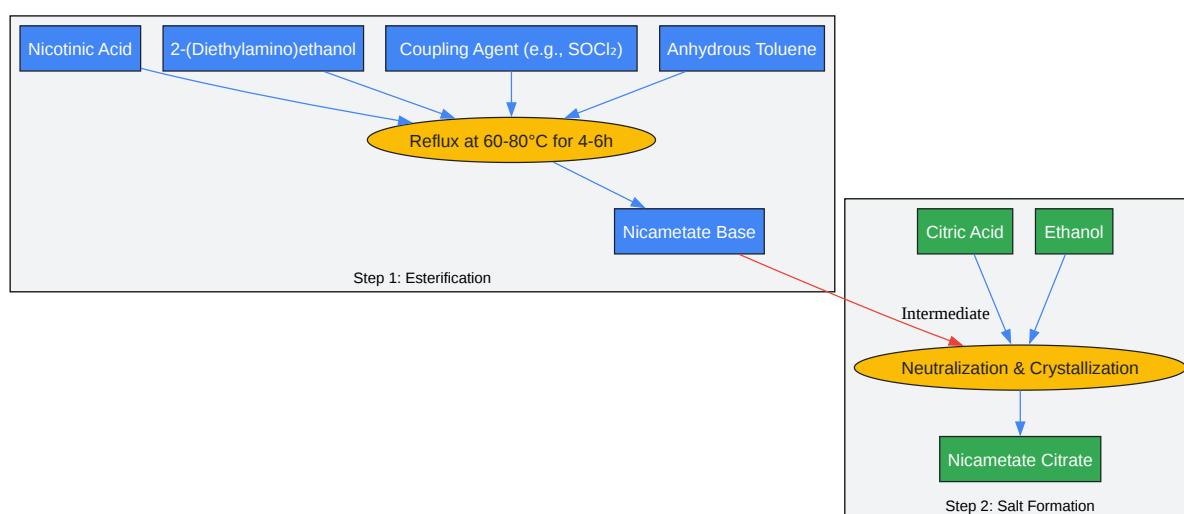 Nicotinic Acid
2-(Diethylamino)ethanol
Coupling Agent (e.g., SOCl₂)
Anhydrous Toluene
Reflux at 60-80°C for 4-6h
Nicametate Base
Step 1: Esterification
Citric Acid
Ethanol
Intermediate
Neutralization & Crystallization
Nicametate Citrate
Step 2: Salt Formation